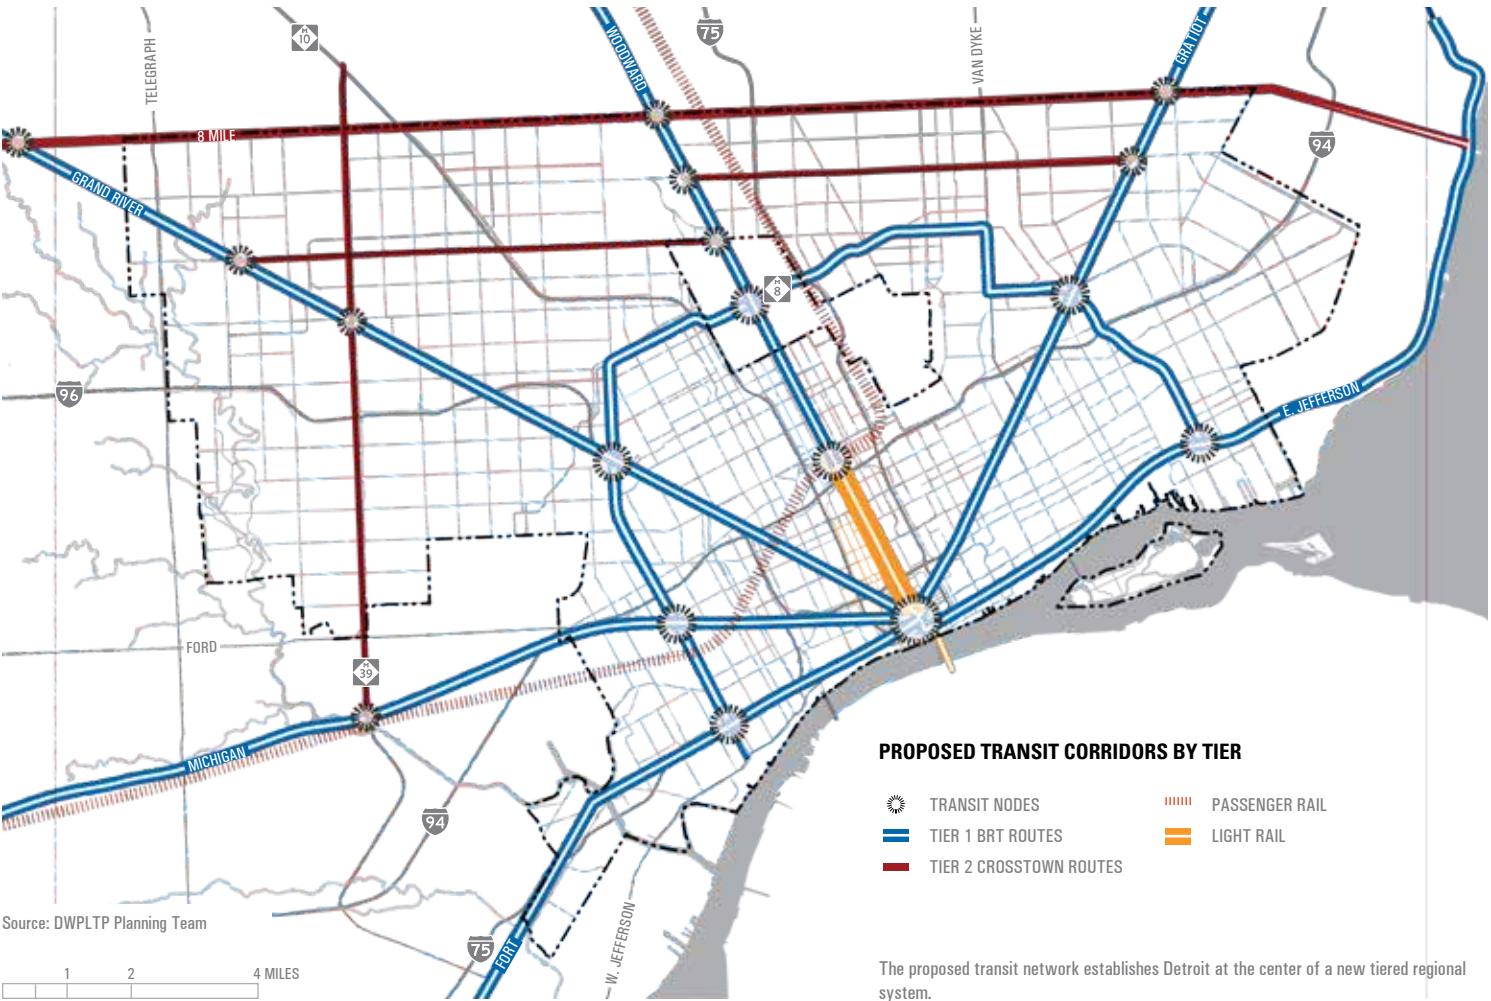 M
10
75
TELEGRAPH
WOODWARD
VAN DYKE
GRATIOT
8 MILE
94
GRAND RIVER
M
8
96
E. JEFFERSON
FORD
M
39
MICHIGAN
94
75
FORT
W. JEFFERSON
PROPOSED TRANSIT CORRIDORS BY TIER
TRANSIT NODES
PASSENGER RAIL
TIER 1 BRT ROUTES
LIGHT RAIL
TIER 2 CROSSTOWN ROUTES
Source: DWPLTP Planning Team
1 2 4 MILES
The proposed transit network establishes Detroit at the center of a new tiered regional
system.